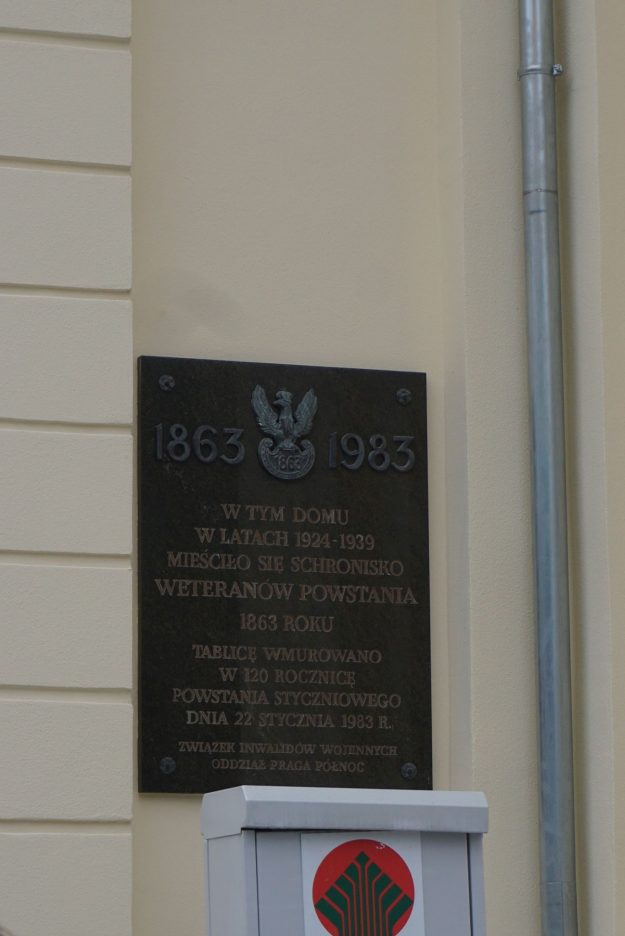 1863 1983
1863
W TYM DOMU
W LATACH 1924-1939
MIEŚCIŁO SIĘ SCHRONISKO
WETERANÓW POWSTANIA
1863 ROKU
TABLICĘ WMUROWANO
W 120 ROCZNICĘ
POWSTANIA STYCZNIOWEGO
DNIA 22 STYCZNIA 1983 R.
ZWIĄZEK INWALIDÓW WOJENNYCH
ODDZIAŁ PRAGA PÓŁNOC